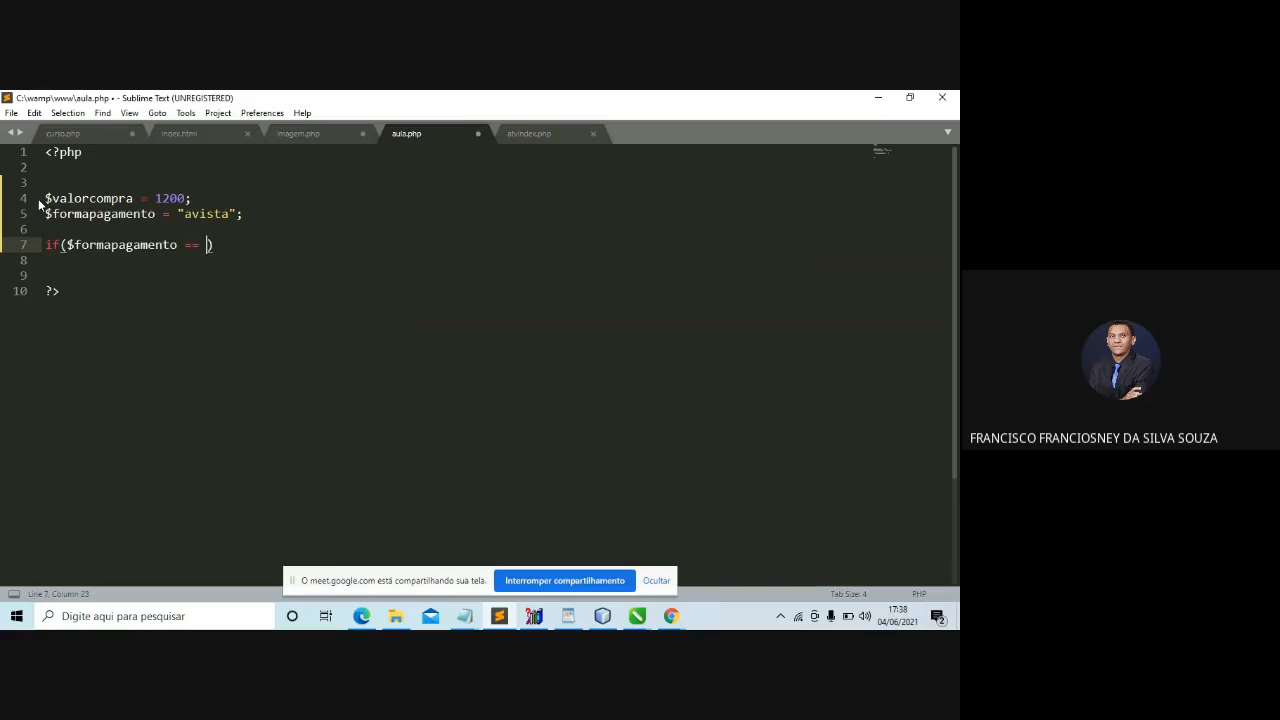 C:\wamp\www\aula.php • - Sublime Text (UNREGISTERED)
File Edit Selection Find View Goto Tools Project Preferences Help
curso.php index.html imagem.php aula.php atvindex.php
1 <?php
2
3
4 $valorcompra = 1200;
5 $formapagamento = "avista";
6
7 if($formapagamento == )
8
9
10 ?>
FRANCISCO FRANCIOSNEY DA SILVA SOUZA
O meet.google.com está compartilhando sua tela. Interromper compartilhamento Ocultar
Line 7, Column 23 Tab Size: 4 PHP
Digite aqui para pesquisar
17:38
04/06/2021
2